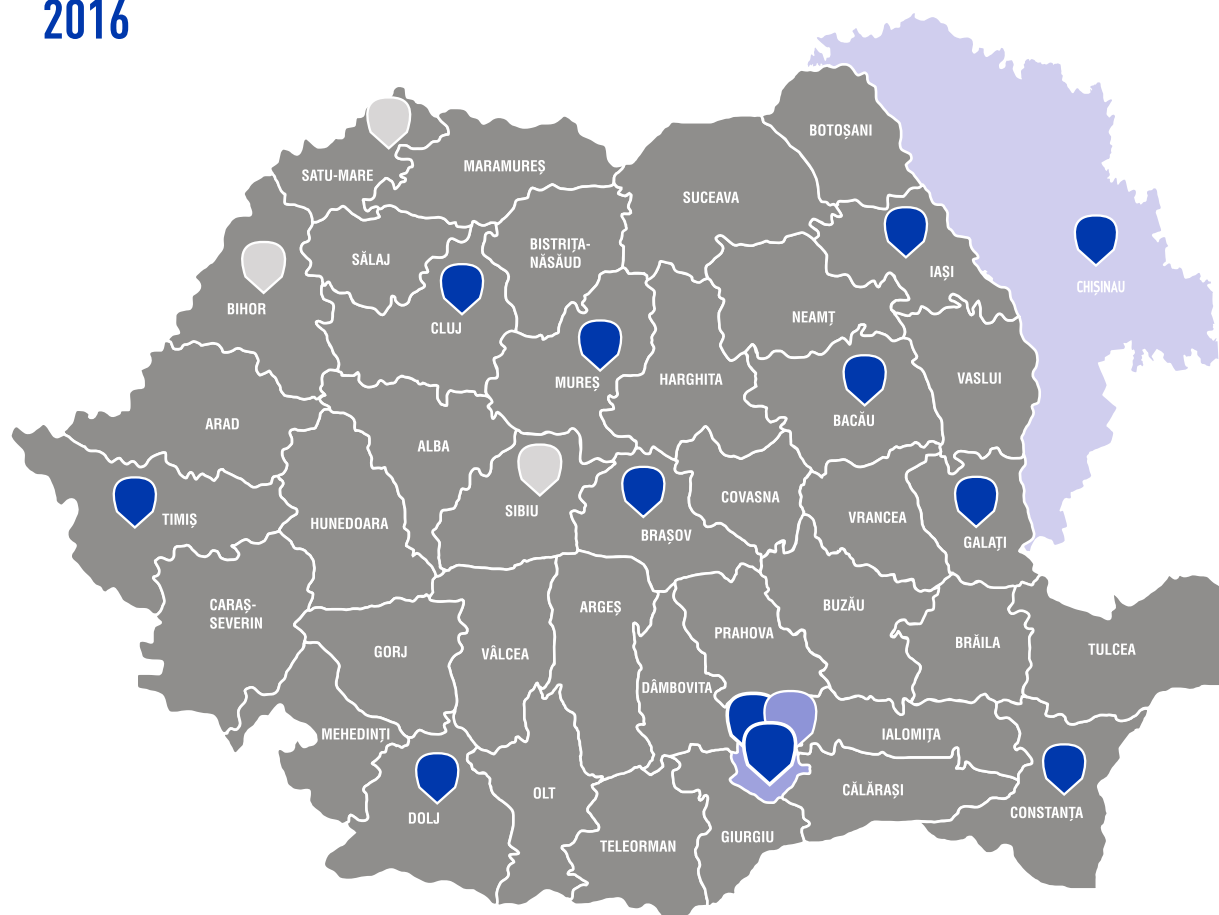 2016
BOTOȘANI
SATU-MARE
MARAMUREȘ
SUCEAVA
SĂLAJ
BISTRIȚA-
NĂSĂUD
IAȘI
CHIȘINAU
BIHOR
CLUJ
NEAMȚ
MUREȘ
HARGHITA
VASLUI
ARAD
ALBA
BACĂU
TIMIȘ
HUNEDOARA
SIBIU
BRAȘOV
COVASNA
VRANCEA
GALAȚI
CARAȘ-
SEVERIN
ARGEȘ
BUZĂU
PRAHOVA
GORJ
VÂLCEA
BRĂILA
TULCEA
DÂMBOVITA
MEHEDINȚI
IALOMIȚA
OLT
CĂLĂRAȘI
DOLJ
CONSTANȚA
TELEORMAN
GIURGIU